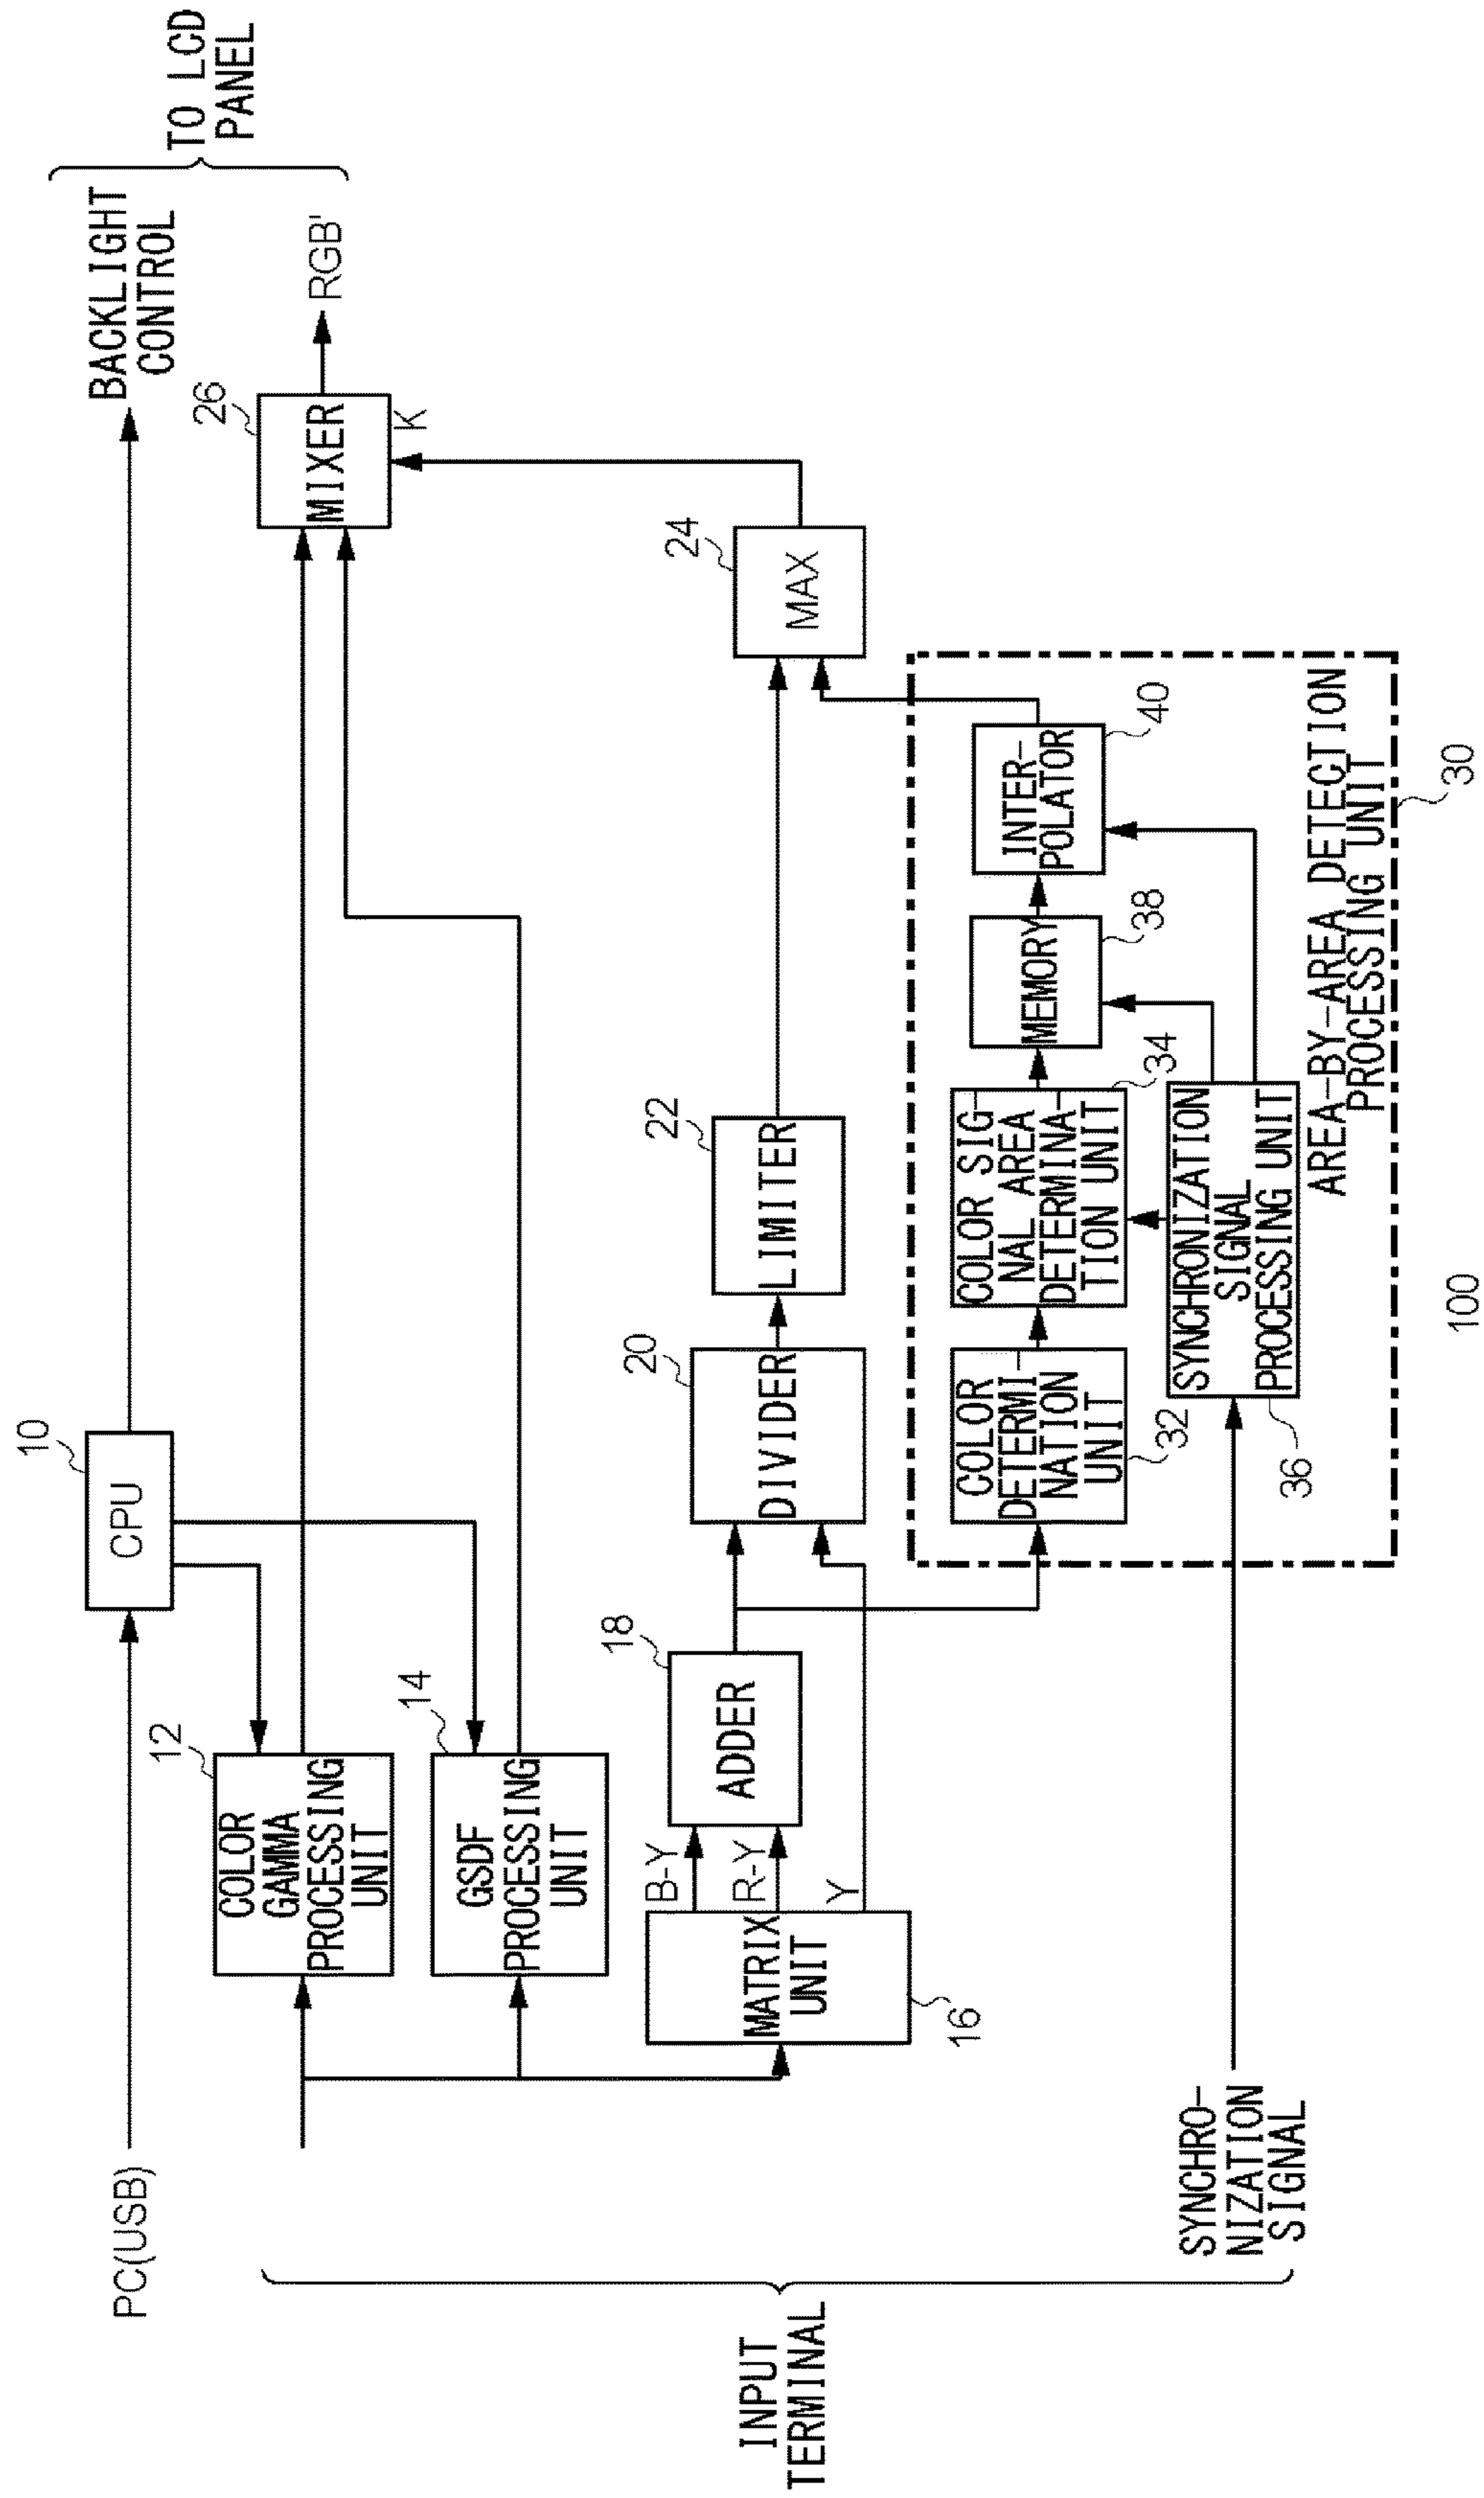 PC(USB)
10
CPU
BACKLIGHT
CONTROL
TO LCD
PANEL
12
COLOR
GAMMA
PROCESSING
UNIT
14
GSDF
PROCESSING
UNIT
26
MIXER
K
RGB'
INPUT
TERMINAL
MATRIX
UNIT
16
B-Y
R-Y
Y
18
ADDER
20
DIVIDER
22
LIMITER
24
MAX
COLOR
DETERMI-
NATION
UNIT
32
COLOR SIG-
NAL AREA
DETERMINA-
TION UNIT
34
MEMORY
38
INTER-
POLATOR
40
SYNCHRO-
NIZATION
SIGNAL
SYNCHRONIZATION
SIGNAL
PROCESSING UNIT
36
AREA-BY-AREA DETECTION
PROCESSING UNIT
30
100